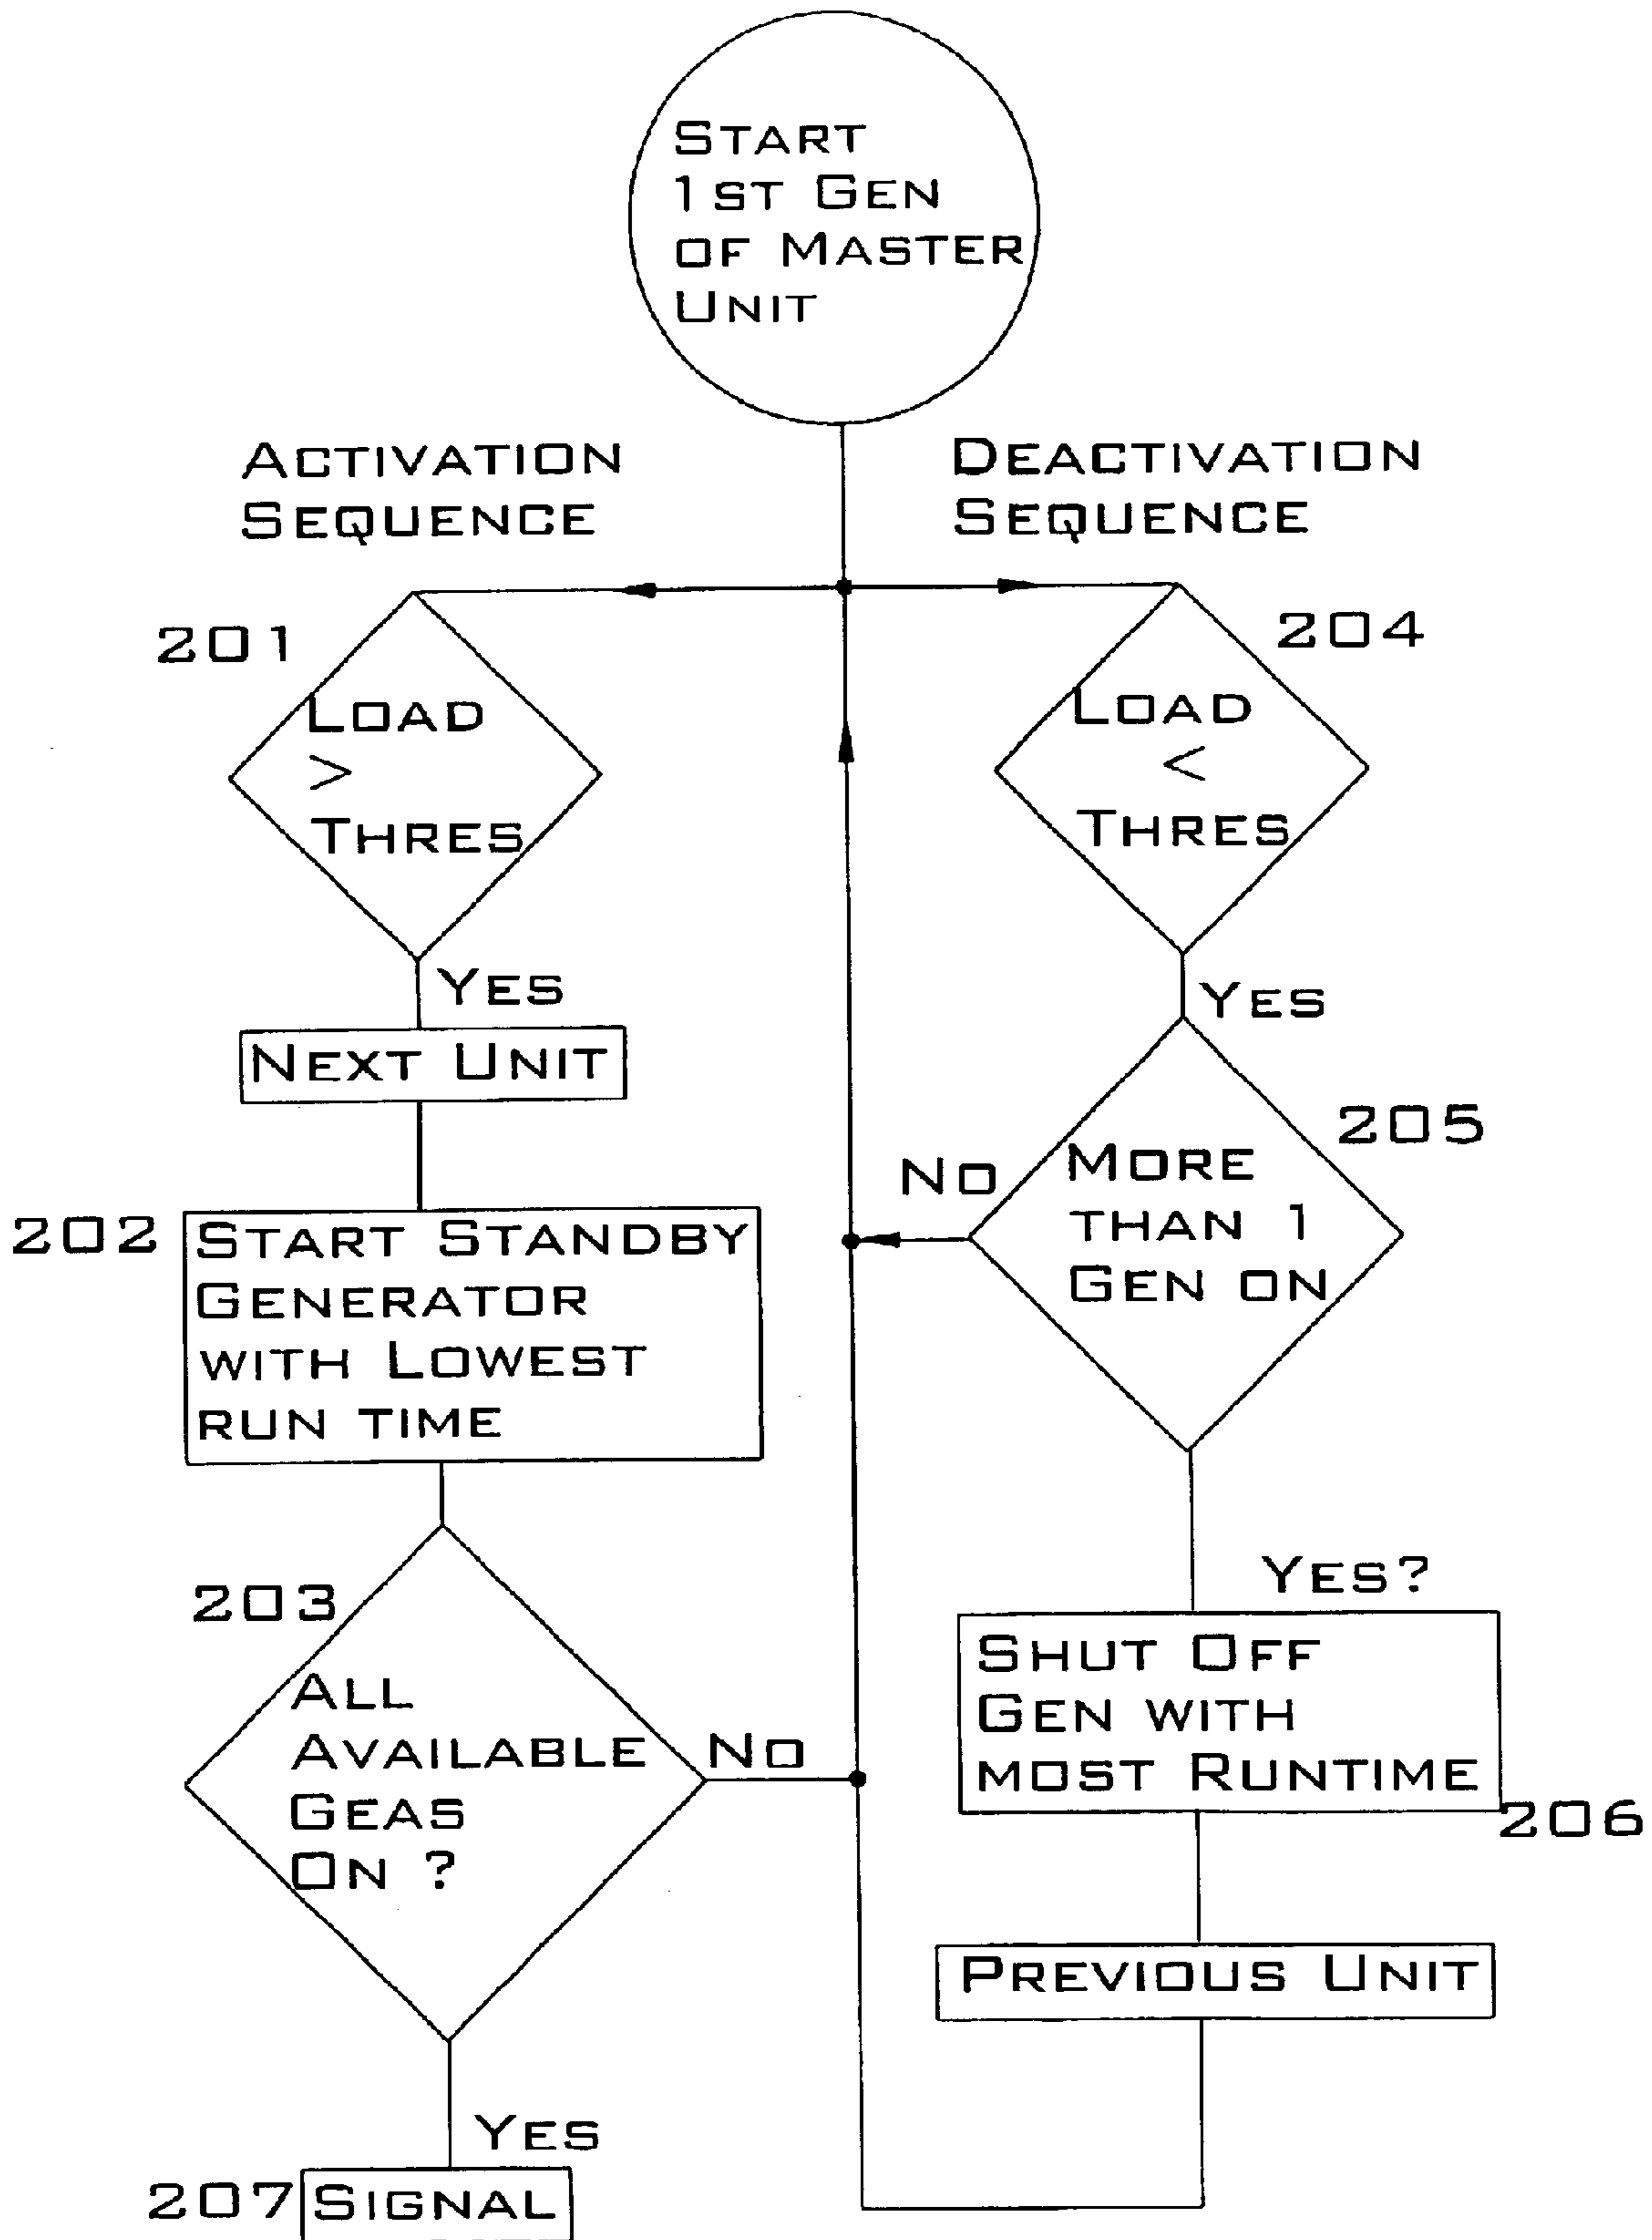 START
1ST GEN
OF MASTER
UNIT
ACTIVATION
SEQUENCE
DEACTIVATION
SEQUENCE
201
LOAD
>
THRES
YES
NEXT UNIT
202
START STANDBY
GENERATOR
WITH LOWEST
RUN TIME
203
ALL
AVAILABLE
GEAS
ON ?
NO
YES
207
SIGNAL
204
LOAD
<
THRES
YES
205
MORE
THAN 1
GEN ON
NO
YES?
SHUT OFF
GEN WITH
MOST RUNTIME
206
PREVIOUS UNIT